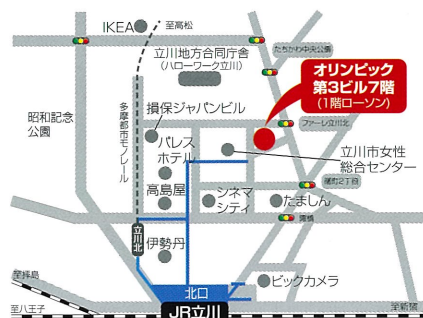 IKEA
至高松
立川地方合同庁舎
(ハローワーク立川)
たちかわ中央公園
オリンピック
第3ビル7階
(1階ローソン)
昭和記念
公園
多摩都市モノレール
損保ジャパンビル
ファーレ立川北
パレス
ホテル
立川市女性
総合センター
高島屋
シネマ
シティ
曙町2丁目
たましん
高松
立川北
伊勢丹
ビックカメラ
至拝島
北口
至八王子
JR立川
至新宿